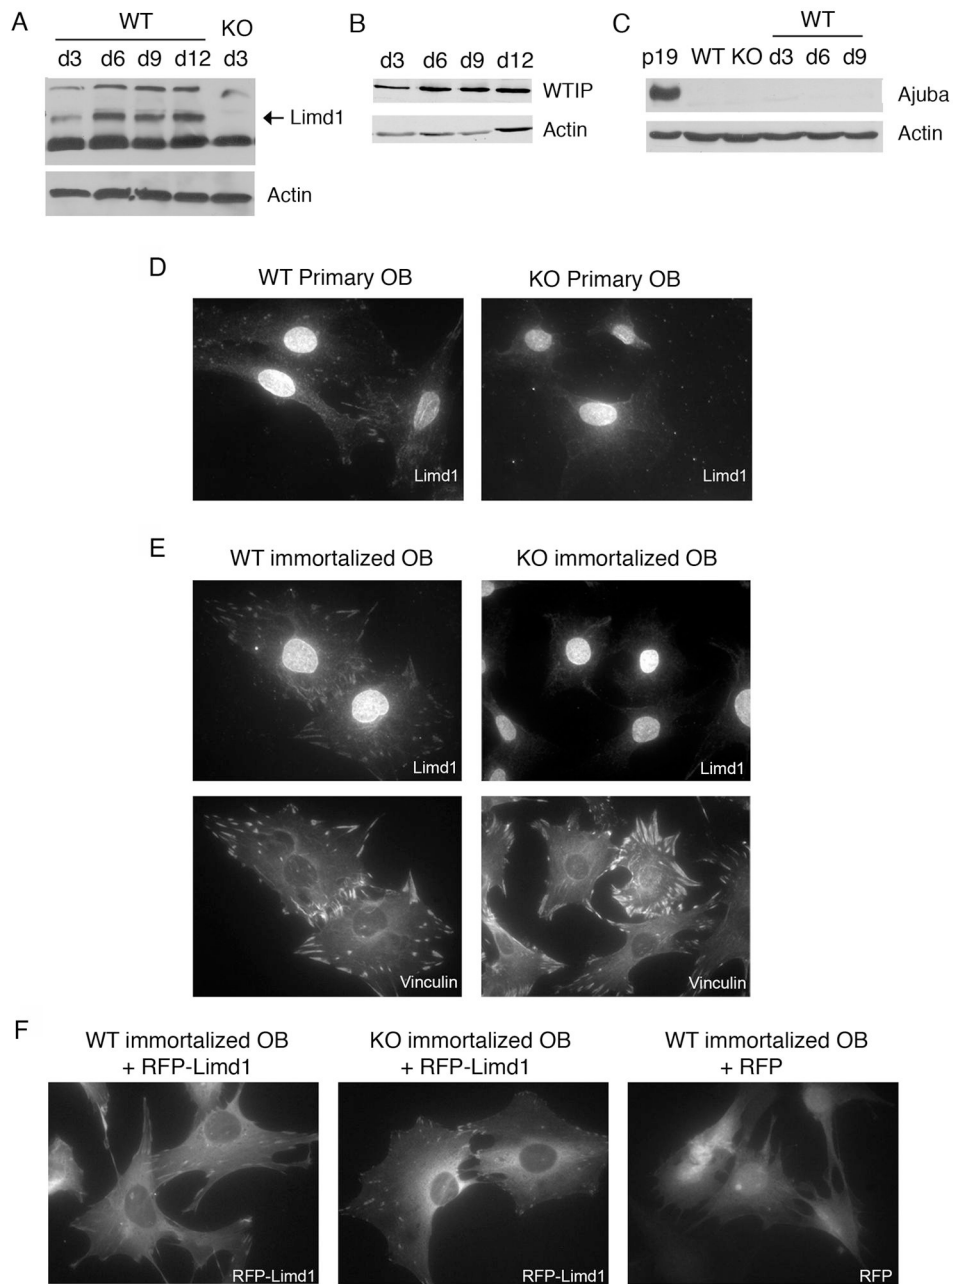 A
WT
KO
d3 d6 d9 d12 d3
← Limd1
Actin
B
d3 d6 d9 d12
WTIP
Actin
C
WT
p19 WT KO d3 d6 d9
Ajuba
Actin
D
WT Primary OB
KO Primary OB
Limd1
Limd1
E
WT immortalized OB
KO immortalized OB
Limd1
Limd1
Vinculin
Vinculin
F
WT immortalized OB
+ RFP-Limd1
KO immortalized OB
+ RFP-Limd1
WT immortalized OB
+ RFP
RFP-Limd1
RFP-Limd1
RFP